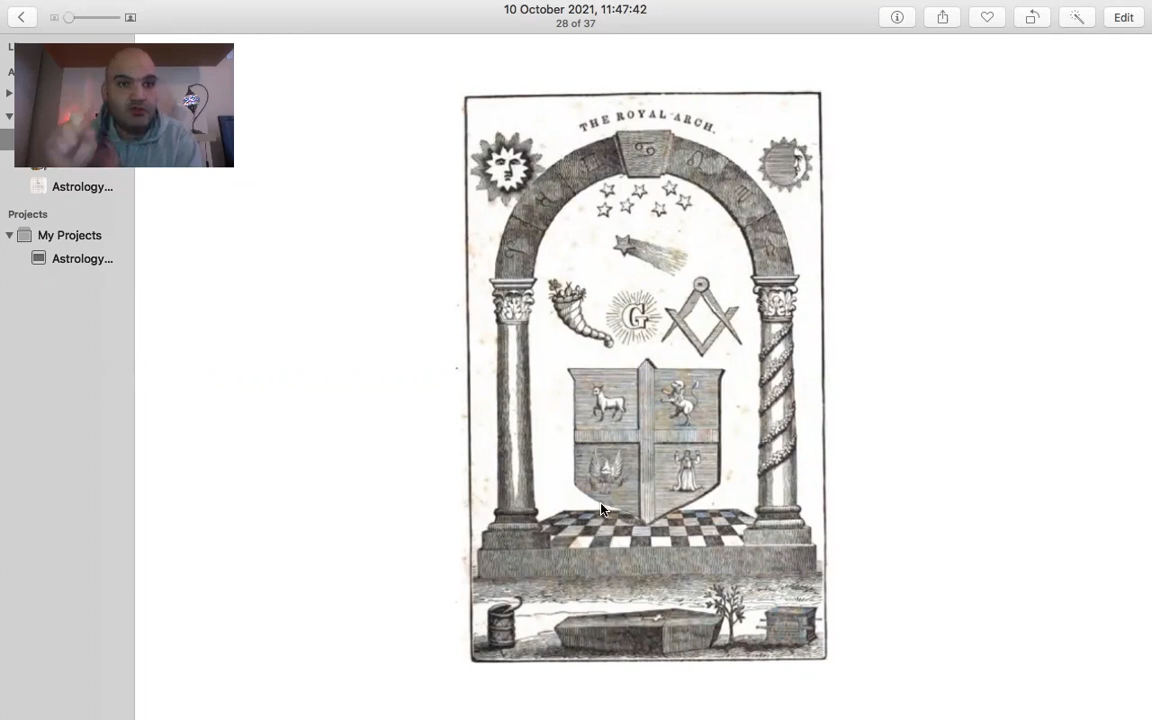 10 October 2021, 11:47:42
28 of 37
Edit
Astrology...
Projects
My Projects
Astrology...
THE ROYAL ARCH.
G